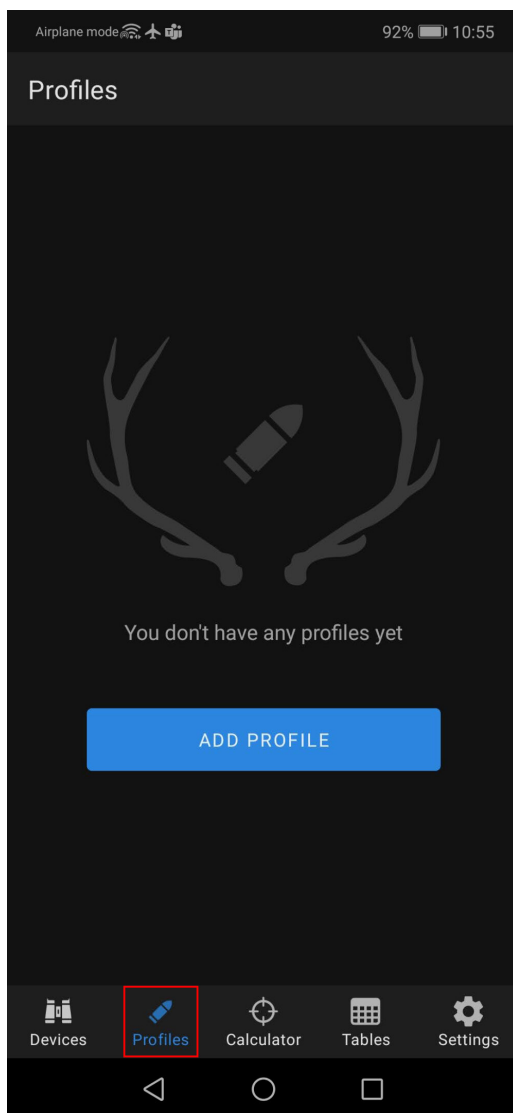 Airplane mode 92% 10:55
Profiles
You don't have any profiles yet
ADD PROFILE
Devices Profiles Calculator Tables Settings